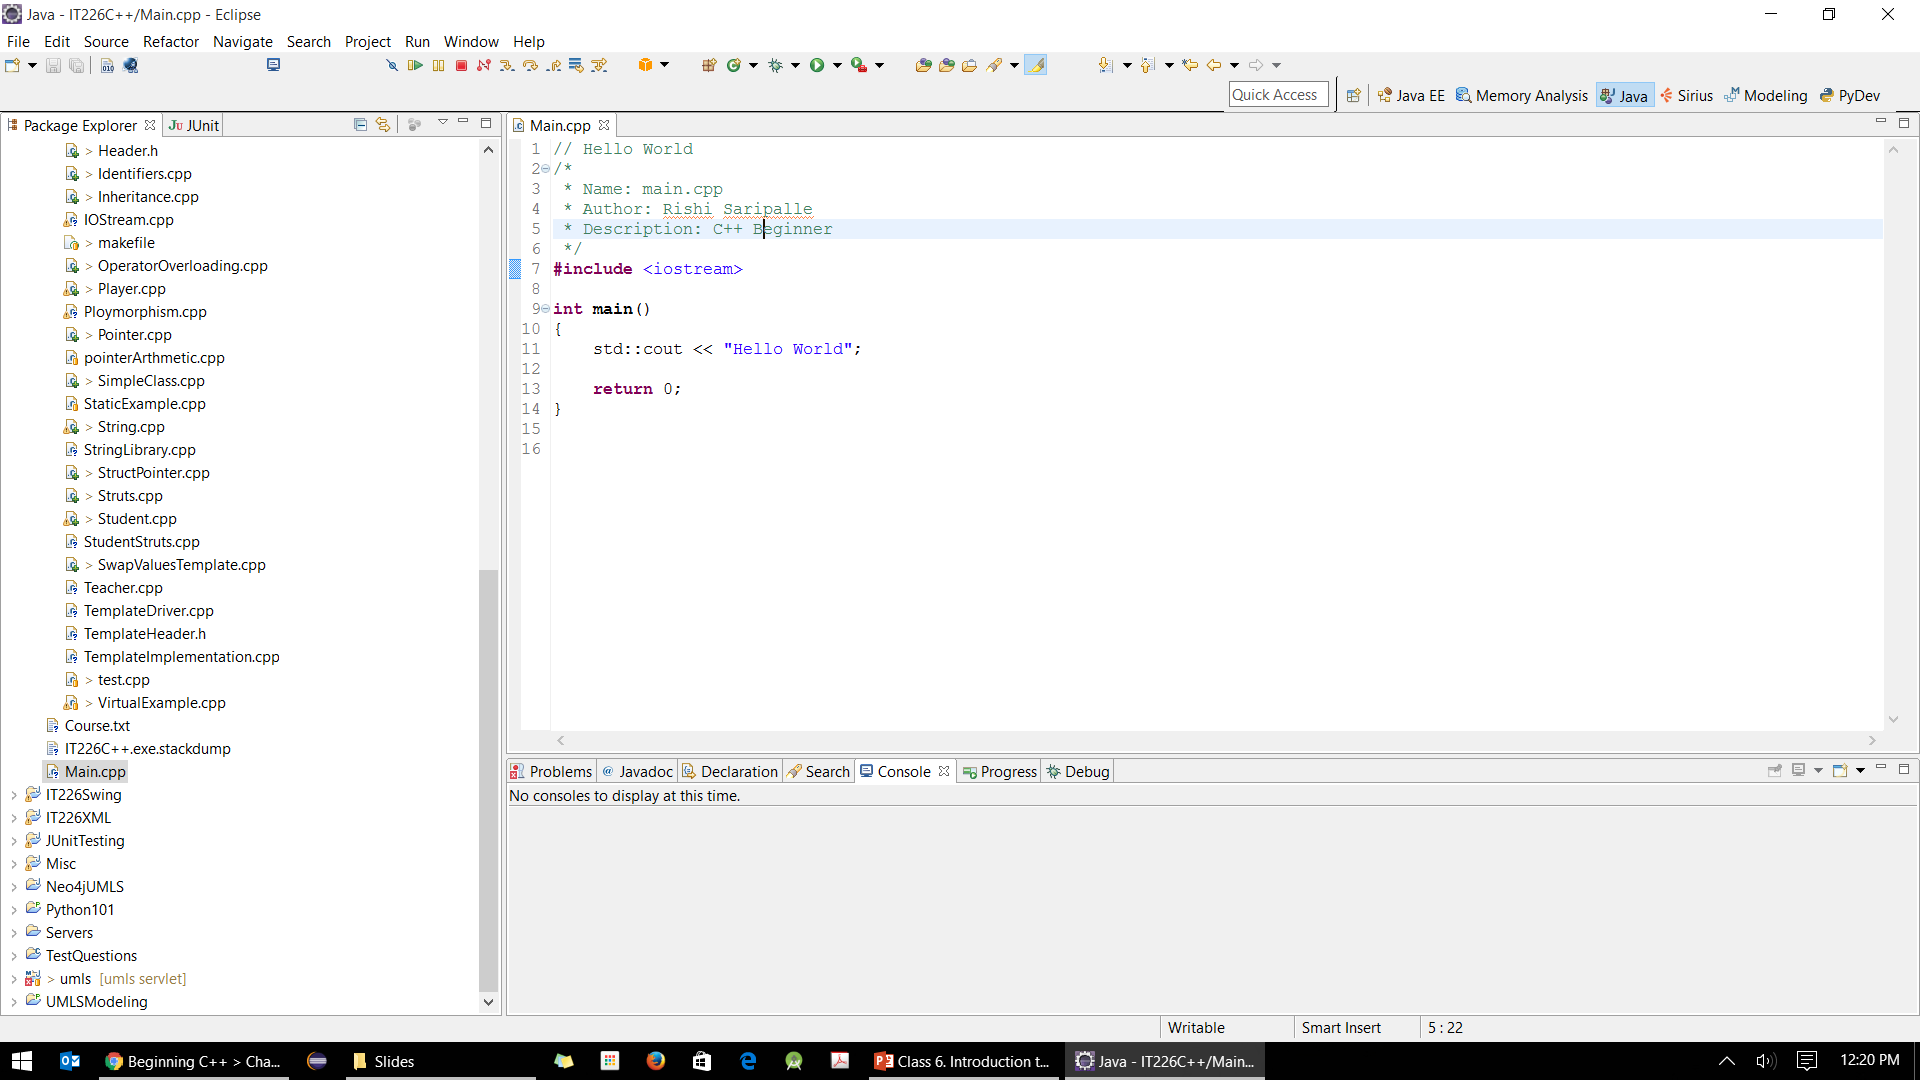 Java - IT226C++/Main.cpp - Eclipse
File Edit Source Refactor Navigate Search Project Run Window Help
Quick Access Java EE Memory Analysis Java Sirius Modeling PyDev
Package Explorer JUnit
> Header.h
> Identifiers.cpp
> Inheritance.cpp
IOStream.cpp
> makefile
> OperatorOverloading.cpp
> Player.cpp
Ploymorphism.cpp
> Pointer.cpp
pointerArthmetic.cpp
> SimpleClass.cpp
StaticExample.cpp
> String.cpp
StringLibrary.cpp
> StructPointer.cpp
> Struts.cpp
> Student.cpp
StudentStruts.cpp
> SwapValuesTemplate.cpp
Teacher.cpp
TemplateDriver.cpp
TemplateHeader.h
TemplateImplementation.cpp
> test.cpp
> VirtualExample.cpp
Course.txt
IT226C++.exe.stackdump
Main.cpp
IT226Swing
IT226XML
JUnitTesting
Misc
Neo4jUMLS
Python101
Servers
TestQuestions
> umls [umls servlet]
UMLSModeling
Main.cpp
1 // Hello World
2 /*
3 * Name: main.cpp
4 * Author: Rishi Saripalle
5 * Description: C++ Beginner
6 */
7 #include <iostream>
8
9 int main()
10 {
11 std::cout << "Hello World";
12
13 return 0;
14 }
15
16
Problems @ Javadoc Declaration Search Console Progress Debug
No consoles to display at this time.
Writable Smart Insert 5 : 22
Beginning C++ > Cha... Slides Class 6. Introduction t... Java - IT226C++/Main... 12:20 PM